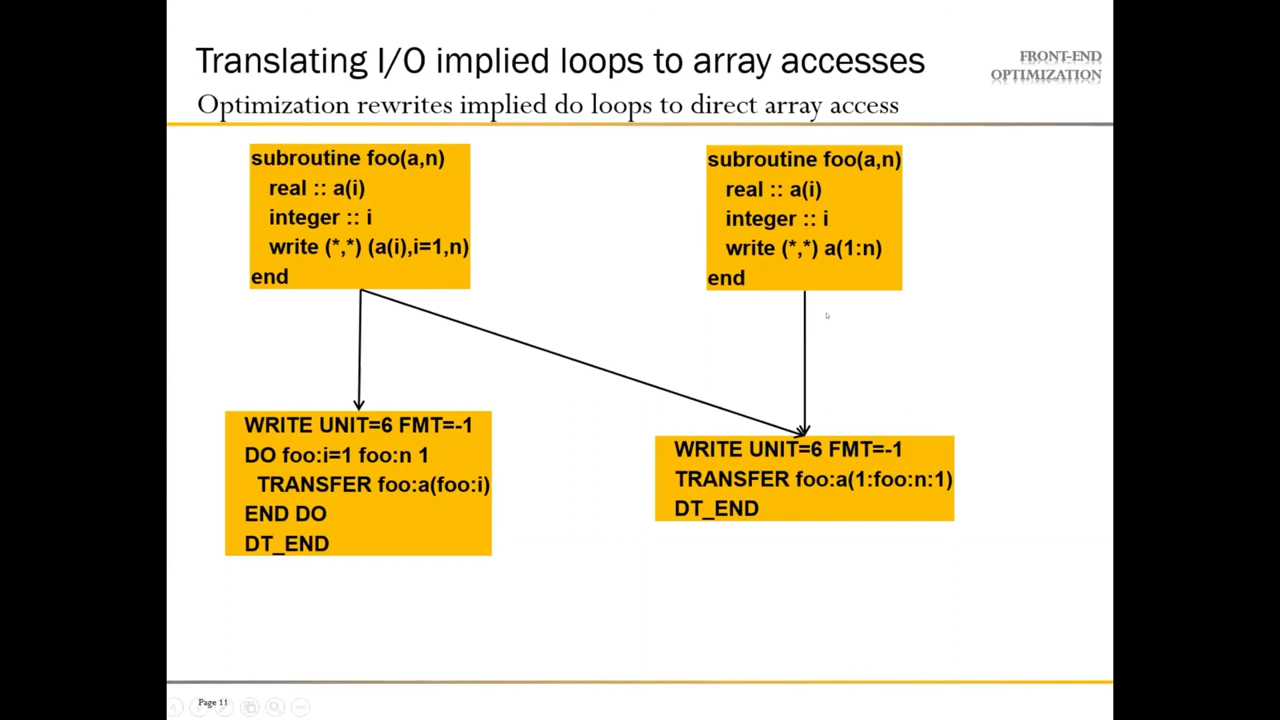 Translating I/O implied loops to array accesses
FRONT-END
OPTIMIZATION
Optimization rewrites implied do loops to direct array access
subroutine foo(a,n)
real :: a(i)
integer :: i
write (*,*) (a(i),i=1,n)
end
subroutine foo(a,n)
real :: a(i)
integer :: i
write (*,*) a(1:n)
end
WRITE UNIT=6 FMT=-1
DO foo:i=1 foo:n 1
TRANSFER foo:a(foo:i)
END DO
DT_END
WRITE UNIT=6 FMT=-1
TRANSFER foo:a(1:foo:n:1)
DT_END
Page 11